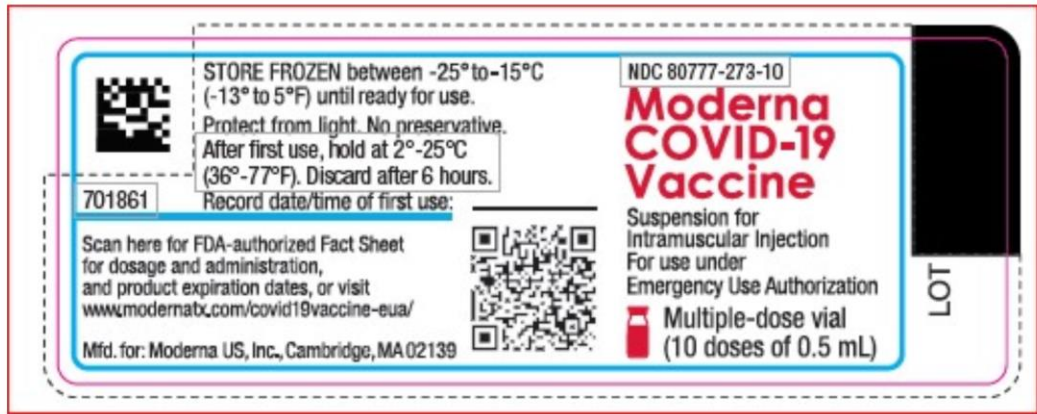 STORE FROZEN between -25° to -15°C
(-13° to 5°F) until ready for use.
Protect from light. No preservative.
After first use, hold at 2°-25°C
(36°-77°F). Discard after 6 hours.
Record date/time of first use:
701861
Scan here for FDA-authorized Fact Sheet
for dosage and administration,
and product expiration dates, or visit
www.modernatx.com/covid19vaccine-eua/
Mfd. for: Moderna US, Inc., Cambridge, MA 02139
NDC 80777-273-10
Moderna
COVID-19
Vaccine
Suspension for
Intramuscular Injection
For use under
Emergency Use Authorization
Multiple-dose vial
(10 doses of 0.5 mL)
LOT